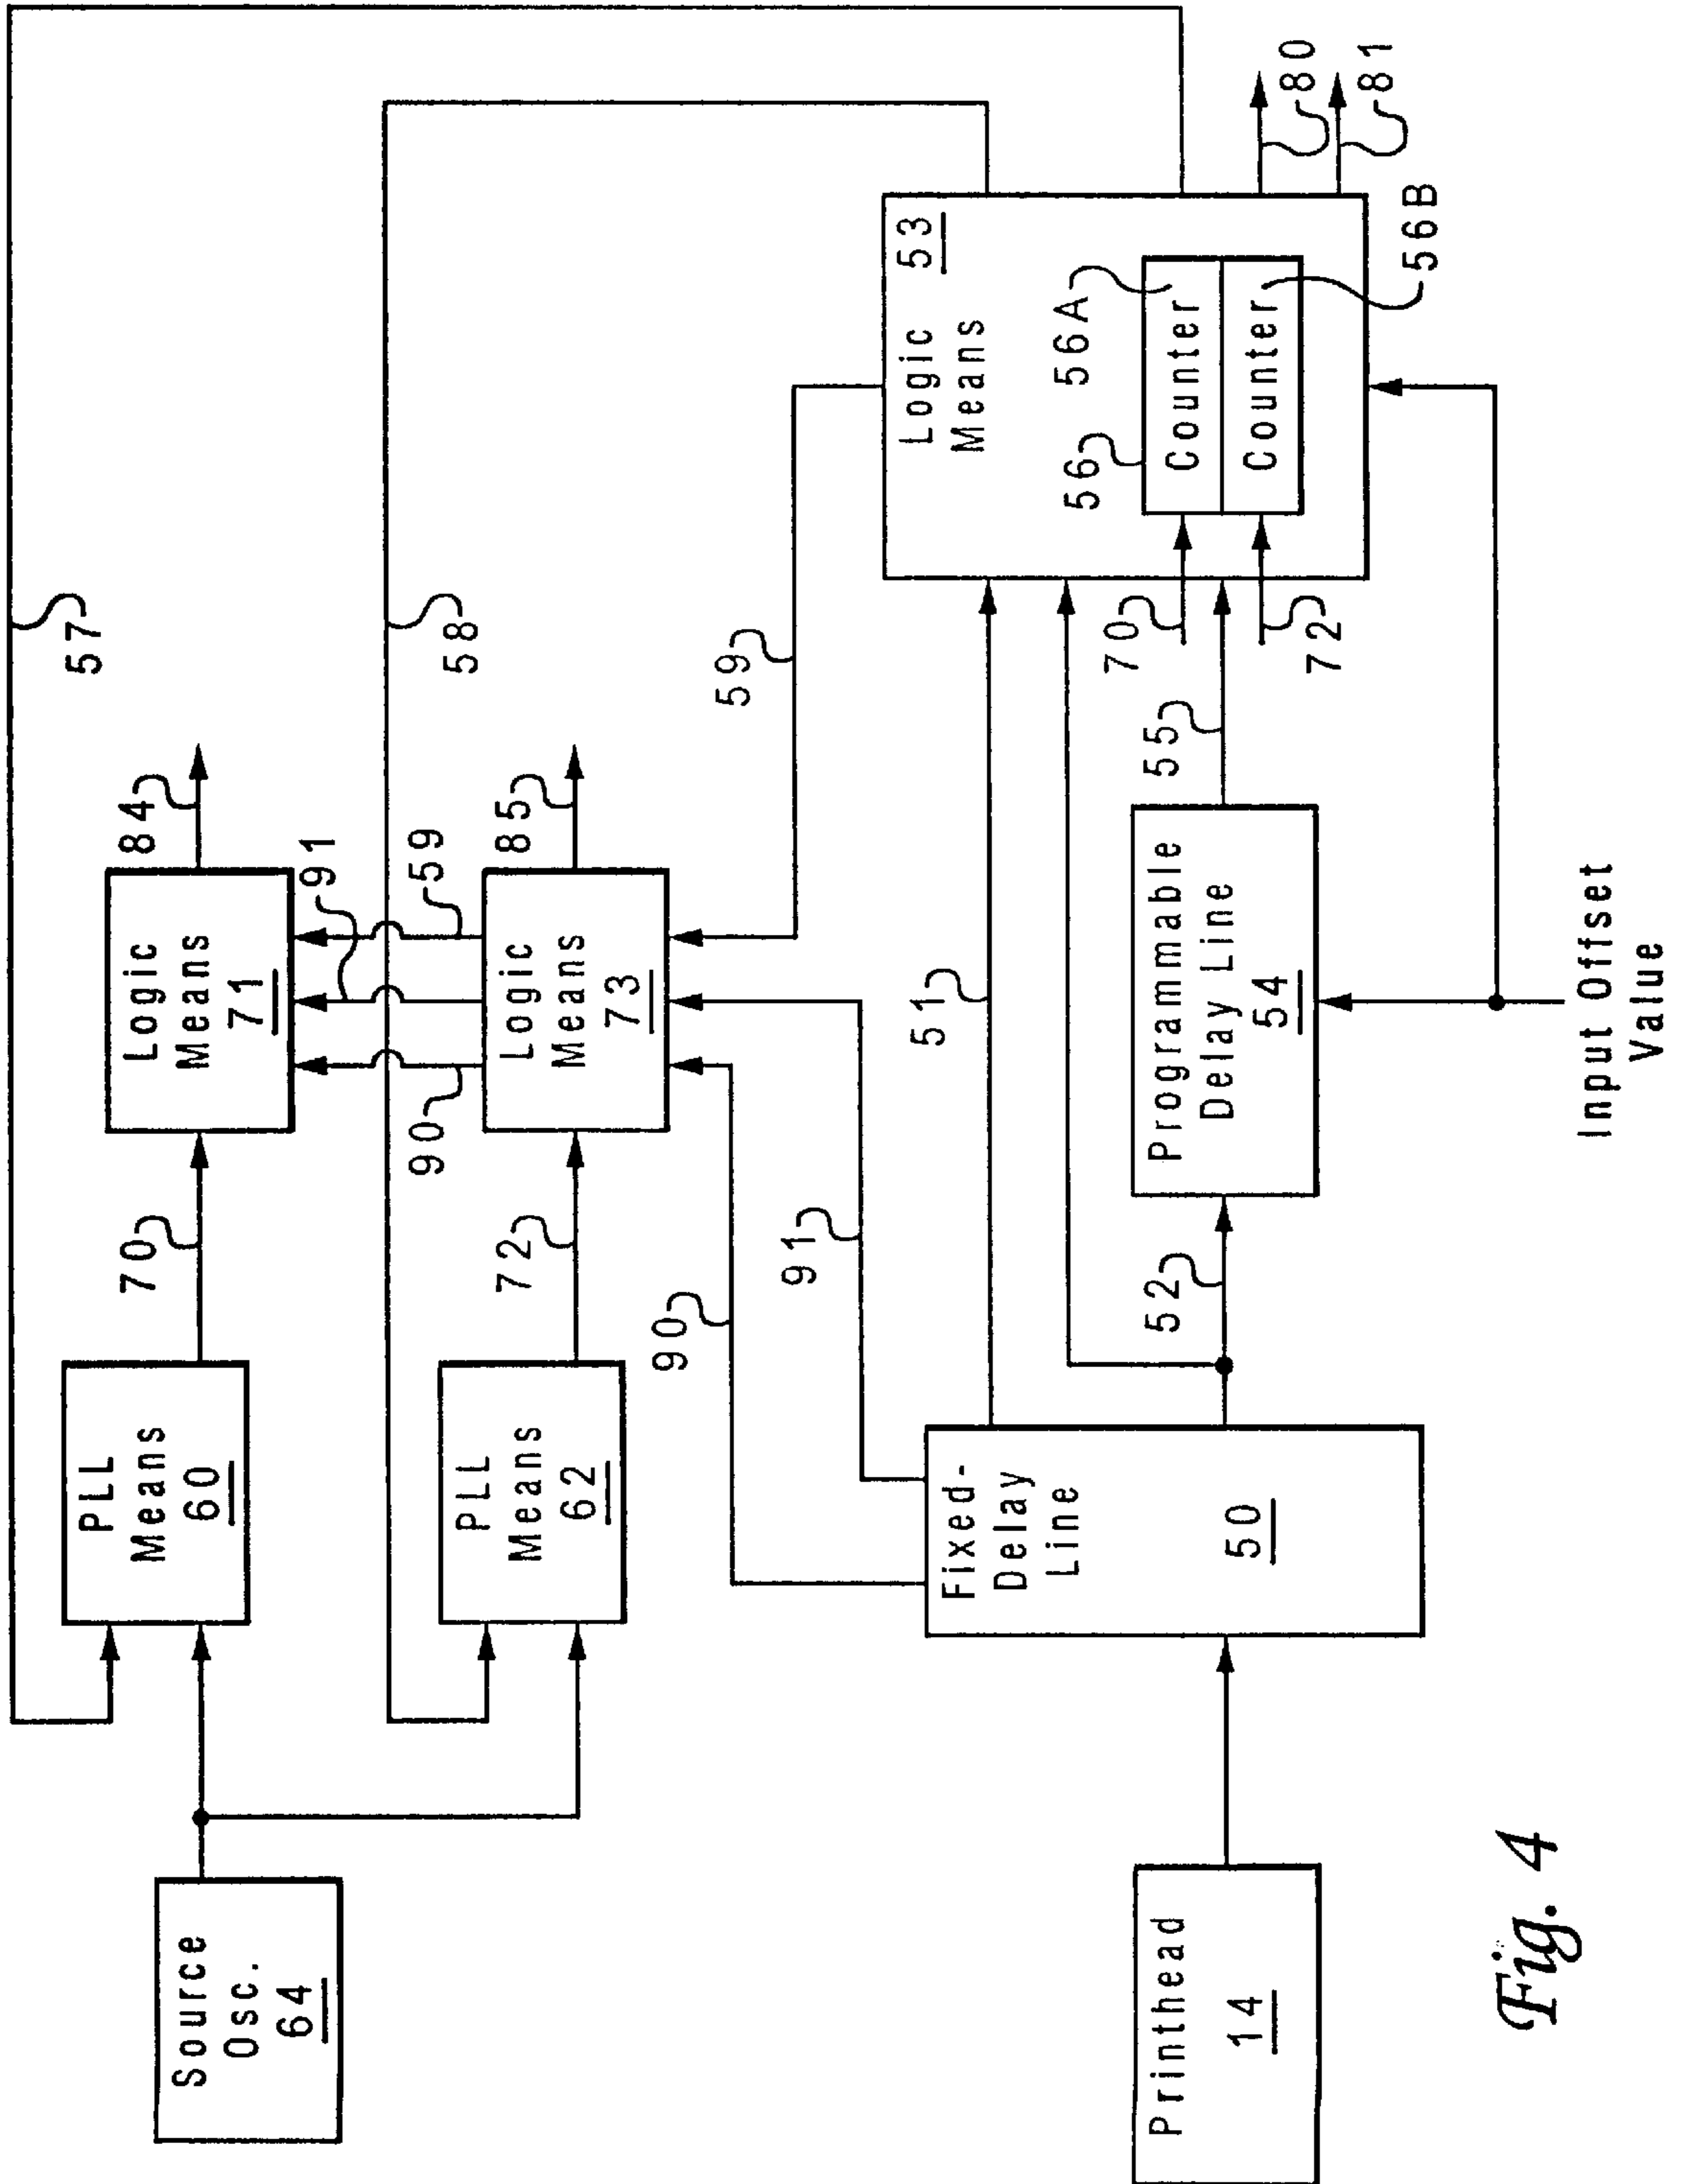 57
58
84
85
70
72
Source
Osc.
64
PLL
Means
60
Logic
Means
71
90
91
59
PLL
Means
62
Logic
Means
73
59
90
91
51
Logic
Means
53
56
56A
Counter
Counter
56B
70
72
80
81
Printhead
14
Fixed-
Delay
Line
50
52
Programmable
Delay Line
54
55
Input Offset
Value
Fig. 4